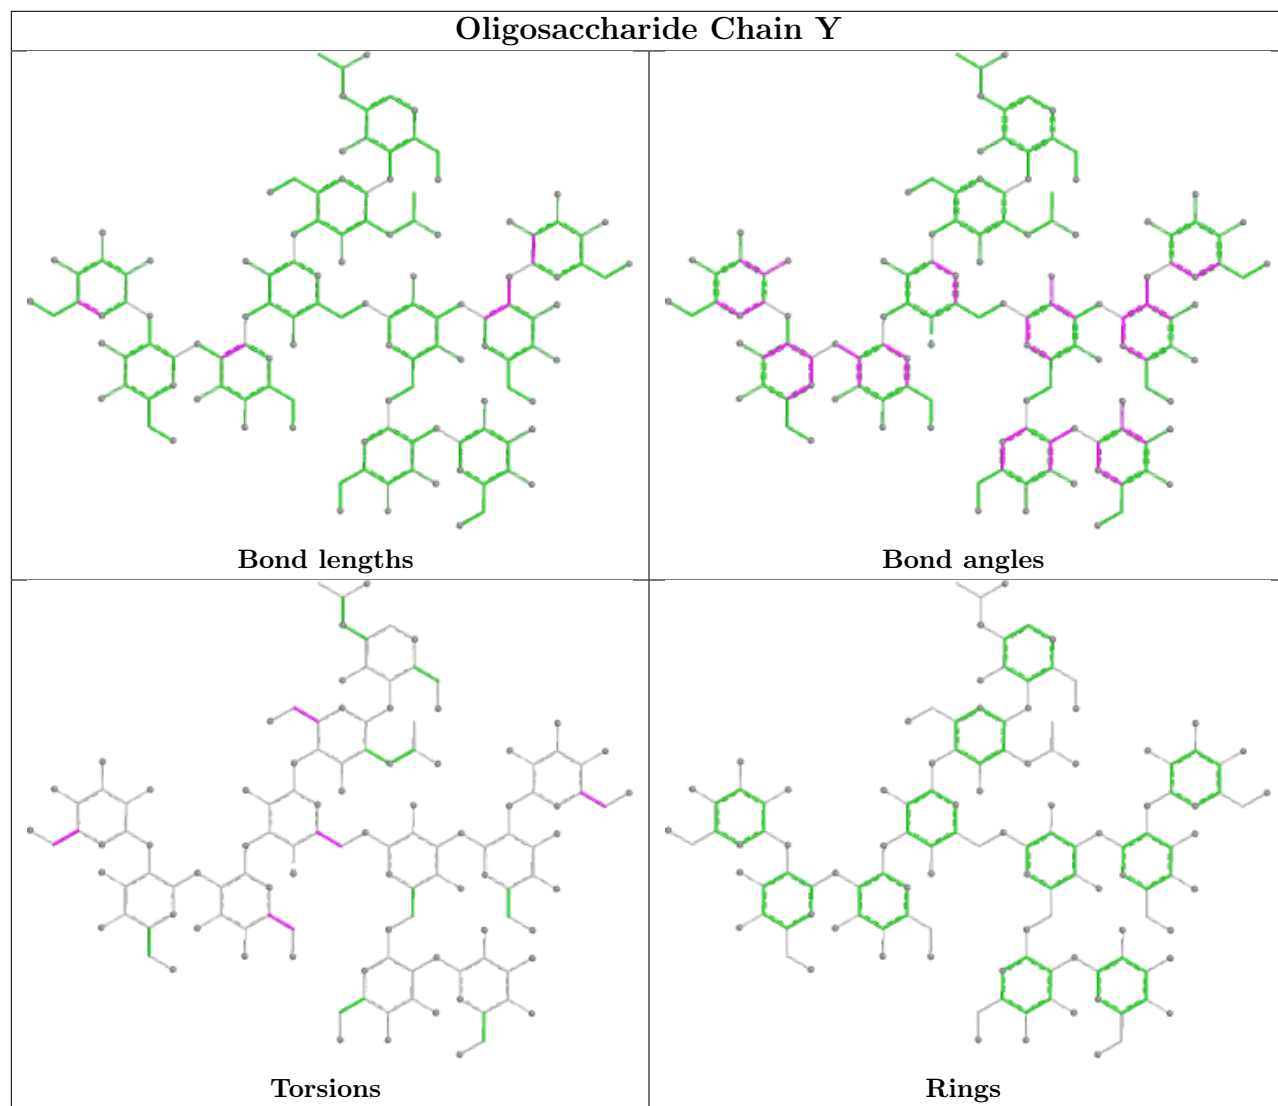 Oligosaccharide Chain Y
Bond lengths
Bond angles
Torsions
Rings